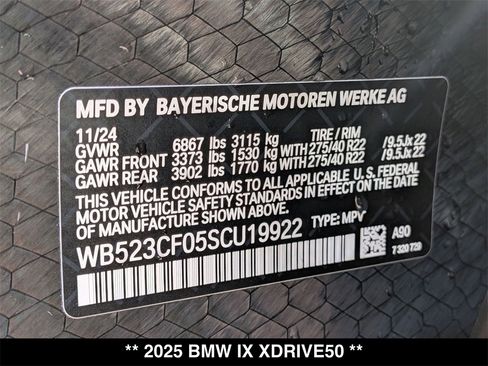 MFD BY BAYERISCHE MOTOREN WERKE AG
11/24 TIRE / RIM
GVWR 6867 lbs 3115 kg
GAWR FRONT 3373 lbs 1530 kg WITH 275/40 R22 /9.5Jx22
GAWR REAR 3902 lbs 1770 kg WITH 275/40 R22 /9.5Jx22
THIS VEHICLE CONFORMS TO ALL APPLICABLE FEDERAL
MOTOR VEHICLE SAFETY STANDARDS IN EFFECT ON THE DATE
OF MANUFACTURE SHOWN ABOVE.
WB523CF05SCU19922 TYPE: MPV A90
7 320 729
** 2025 BMW IX XDRIVE50 **